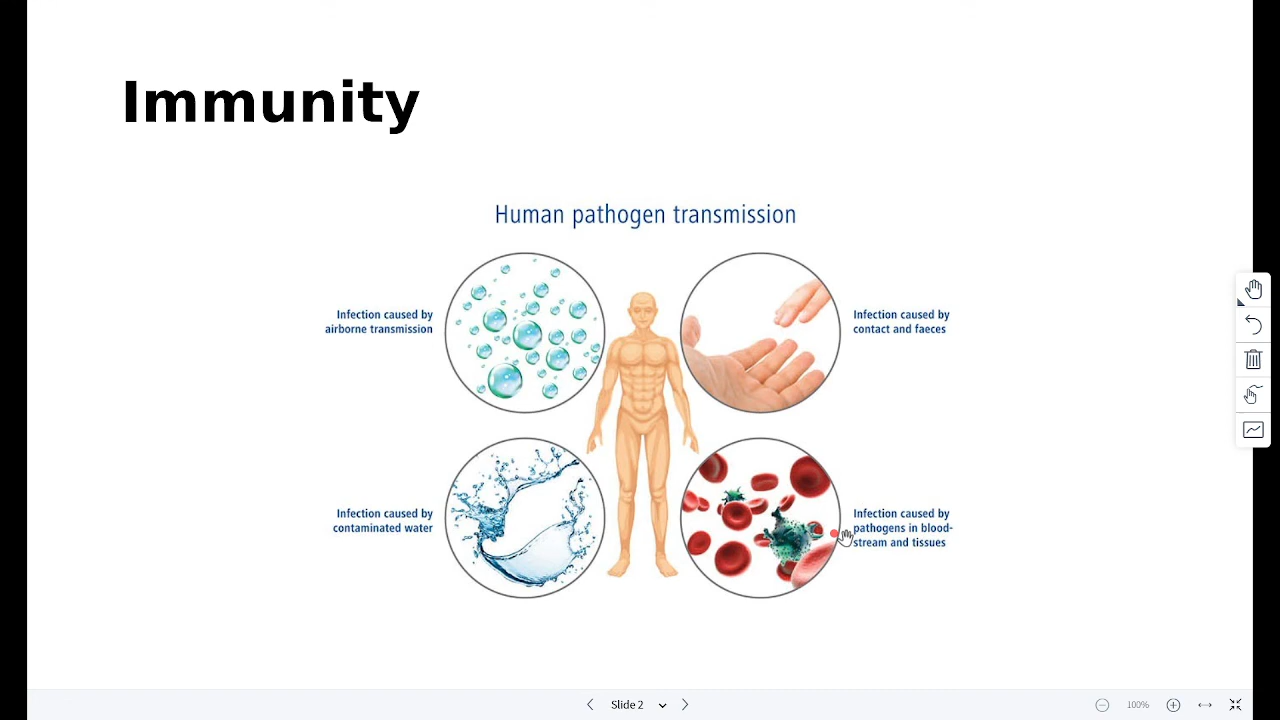 Immunity
Human pathogen transmission
Infection caused by
airborne transmission
Infection caused by
contact and faeces
Infection caused by
contaminated water
Infection caused by
pathogens in blood-
stream and tissues
Slide 2
100%